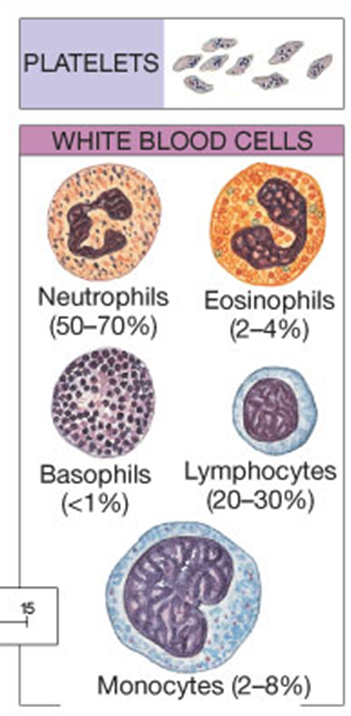 PLATELETS
WHITE BLOOD CELLS
Neutrophils
(50–70%)
Eosinophils
(2–4%)
Basophils
(<1%)
Lymphocytes
(20–30%)
15
Monocytes (2–8%)